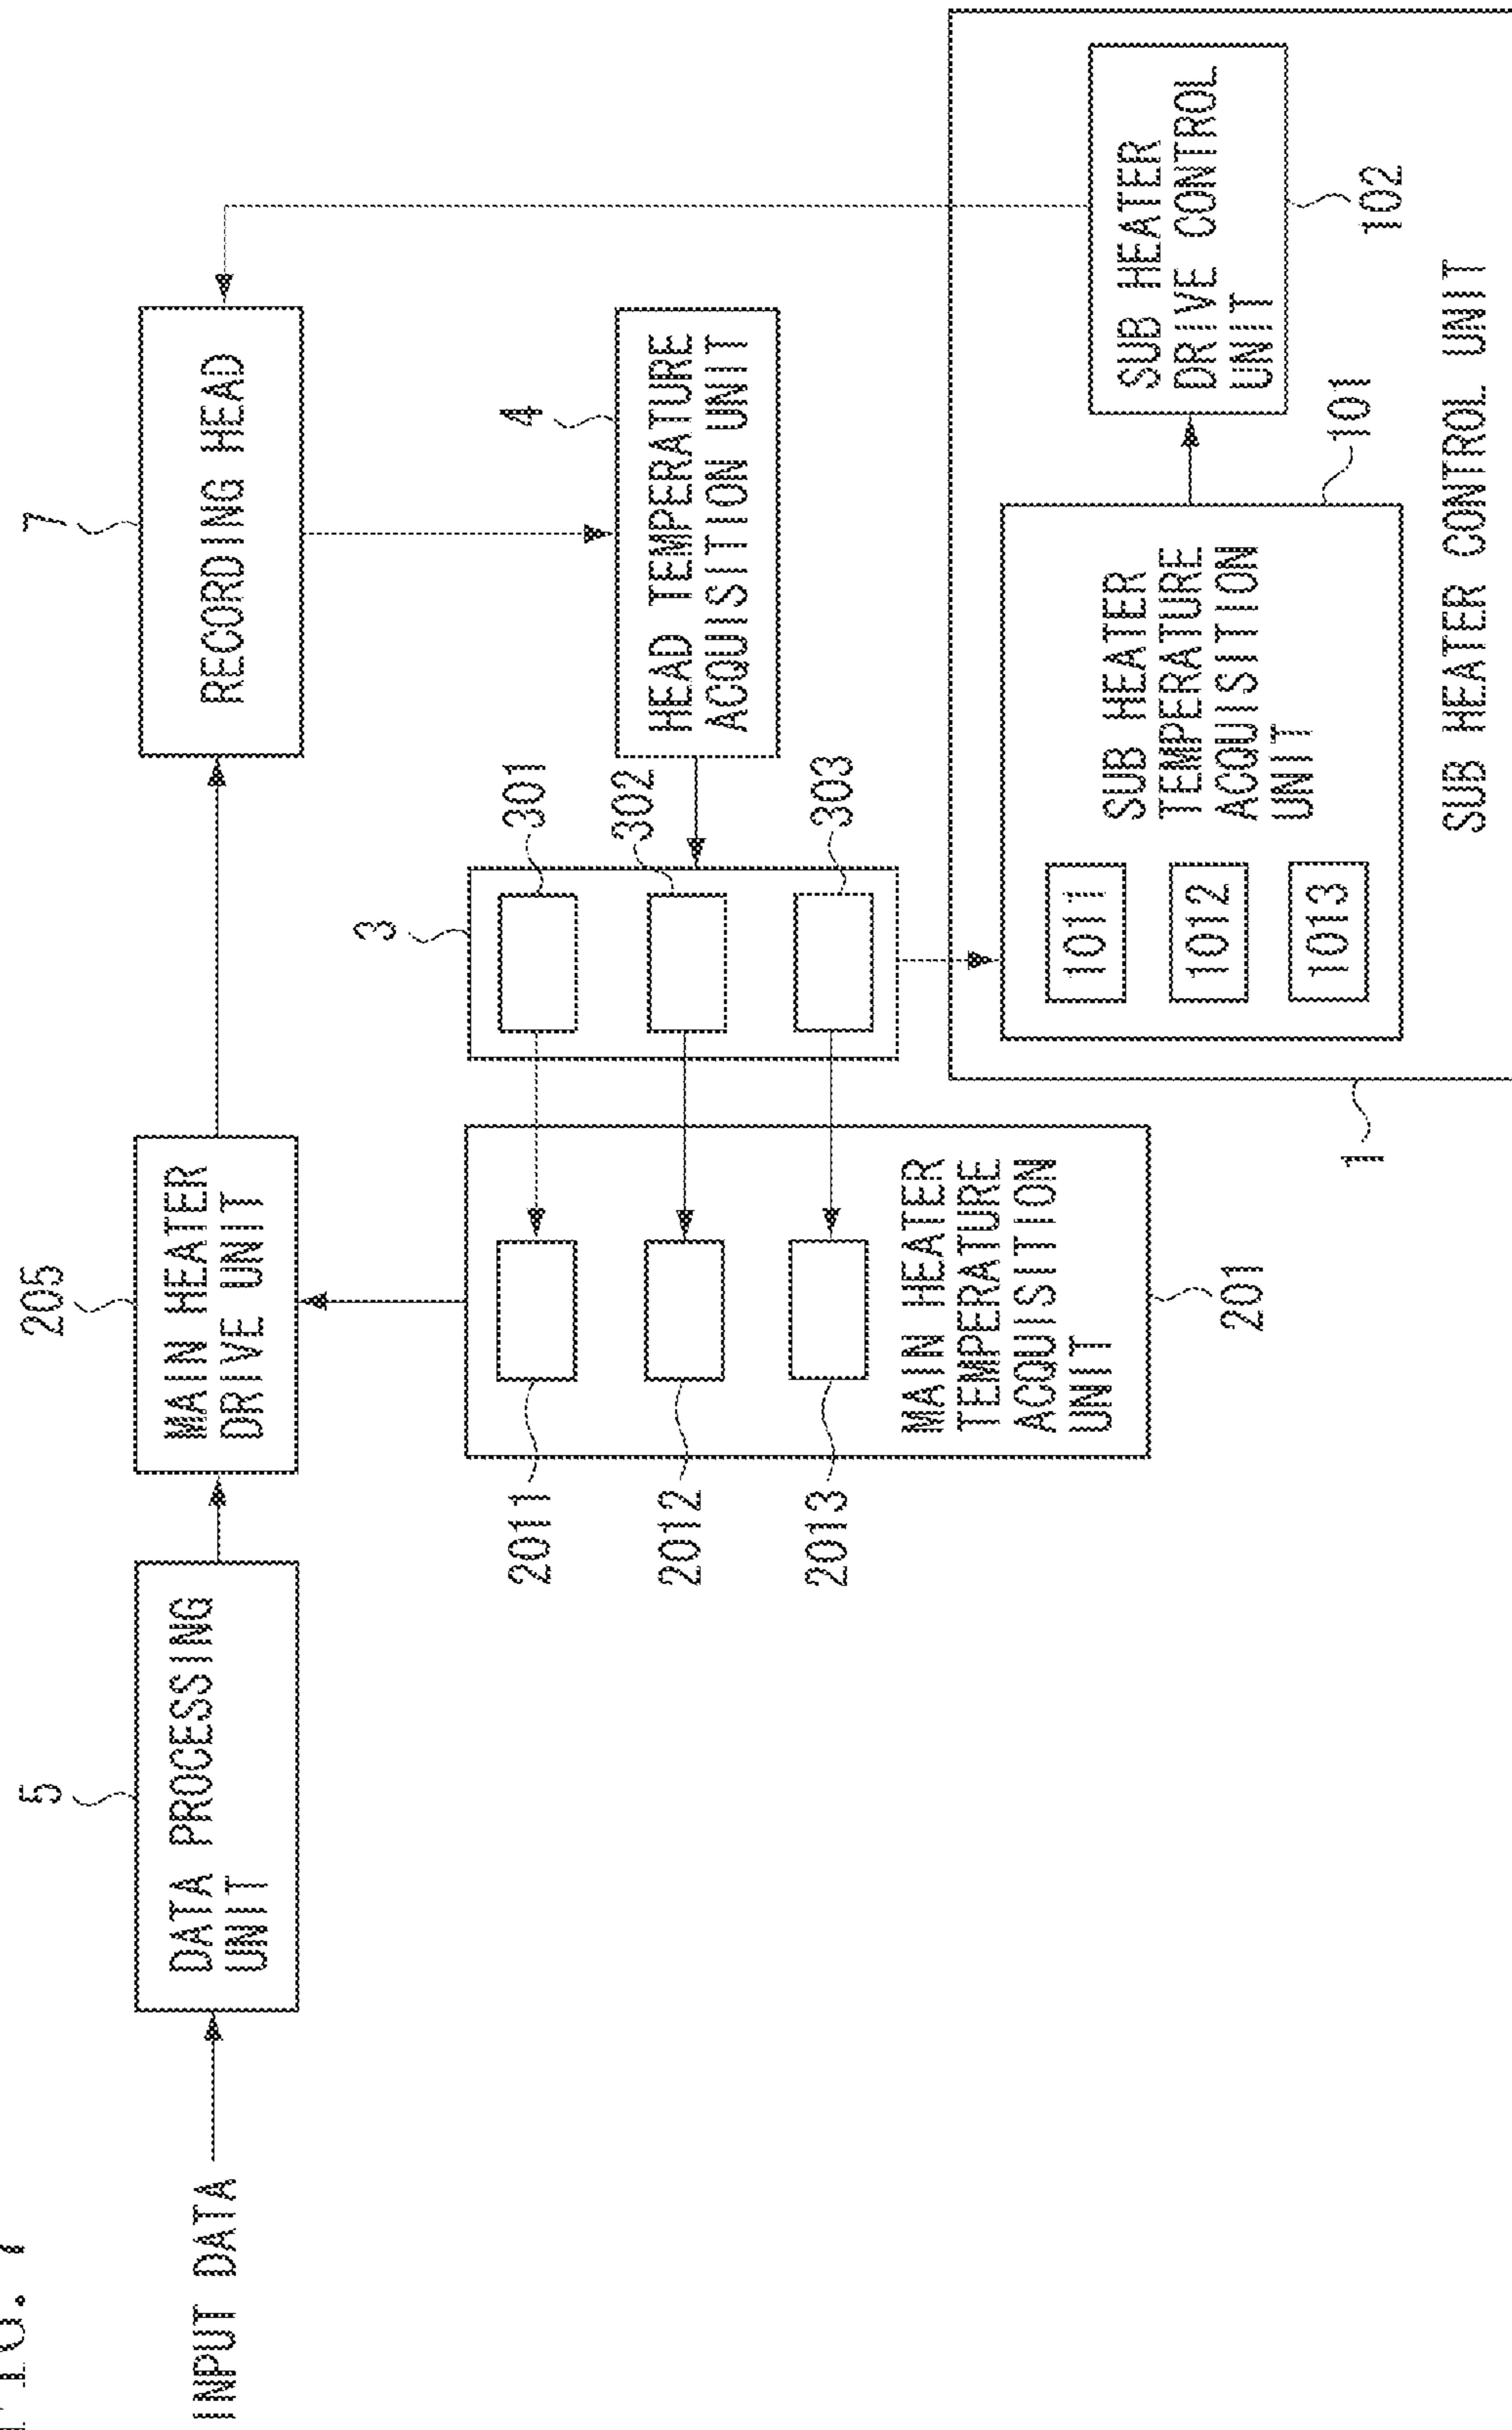 5
205
7
INPUT DATA
DATA PROCESSING
UNIT
MAIN HEATER
DRIVE UNIT
RECORDING HEAD
3
301
302
303
4
HEAD TEMPERATURE
ACQUISITION UNIT
2011
2012
2013
MAIN HEATER
TEMPERATURE
ACQUISITION
UNIT
201
1
1011
1012
1013
SUB HEATER
TEMPERATURE
ACQUISITION
UNIT
101
SUB HEATER
DRIVE CONTROL
UNIT
102
SUB HEATER CONTROL UNIT